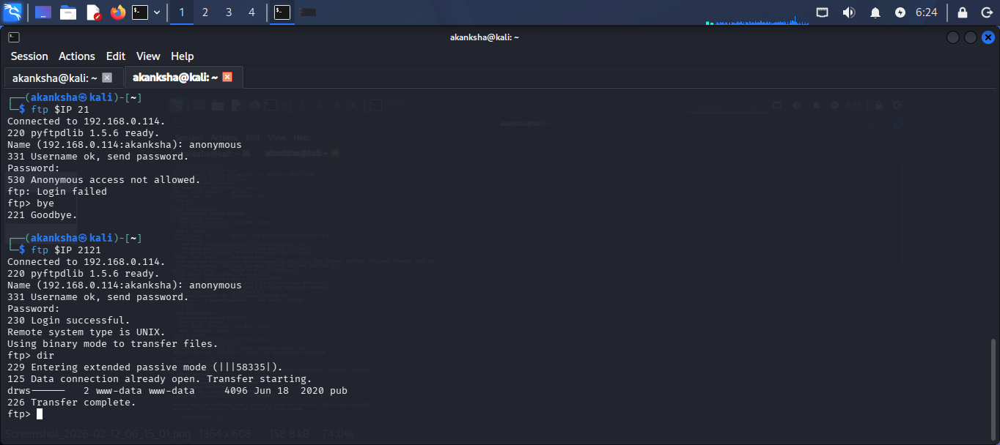 1 2 3 4 6:24
akanksha@kali: ~
Session Actions Edit View Help
akanksha@kali: ~ akanksha@kali: ~
┌──(akanksha㉿kali)-[~]
└─$ ftp $IP 21
Connected to 192.168.0.114.
220 pyftpdlib 1.5.6 ready.
Name (192.168.0.114:akanksha): anonymous
331 Username ok, send password.
Password:
530 Anonymous access not allowed.
ftp: Login failed
ftp> bye
221 Goodbye.
┌──(akanksha㉿kali)-[~]
└─$ ftp $IP 2121
Connected to 192.168.0.114.
220 pyftpdlib 1.5.6 ready.
Name (192.168.0.114:akanksha): anonymous
331 Username ok, send password.
Password:
230 Login successful.
Remote system type is UNIX.
Using binary mode to transfer files.
ftp> dir
229 Entering extended passive mode (|||58335|).
125 Data connection already open. Transfer starting.
drws------ 2 www-data www-data 4096 Jun 18 2020 pub
226 Transfer complete.
ftp>
Screenshot_2026-02-12_06_15_01.png 1364 x 608 158.8 kB 74.0%